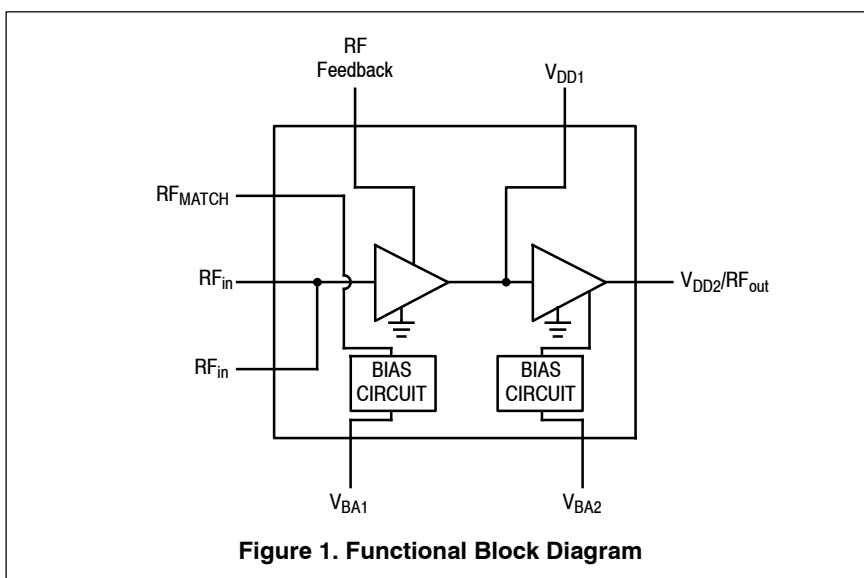 RF
Feedback
VDD1
RFMATCH
RFin
VDD2/RFout
RFin
BIAS
CIRCUIT
BIAS
CIRCUIT
VBA1
VBA2
Figure 1. Functional Block Diagram